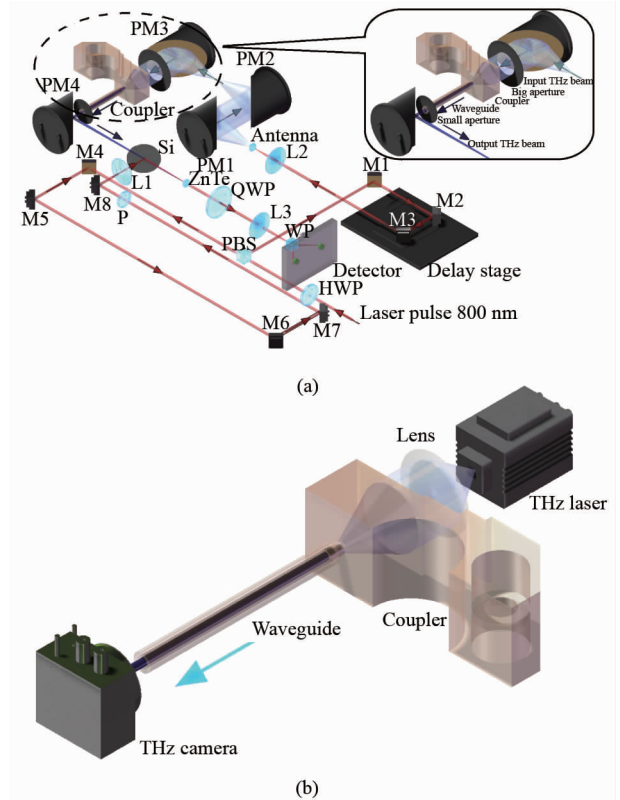 PM3
PM2
PM4
Coupler
Input THz beam
Big aperture
Coupler
Waveguide
Small aperture
Output THz beam
Antenna
Si
PM1
L2
M4
L1
ZnTe
M1
QWP
M5
M8
P
L3
M2
M3
WP
PBS
Detector
Delay stage
HWP
Laser pulse 800 nm
M6
M7
(a)
Lens
THz laser
Coupler
Waveguide
THz camera
(b)